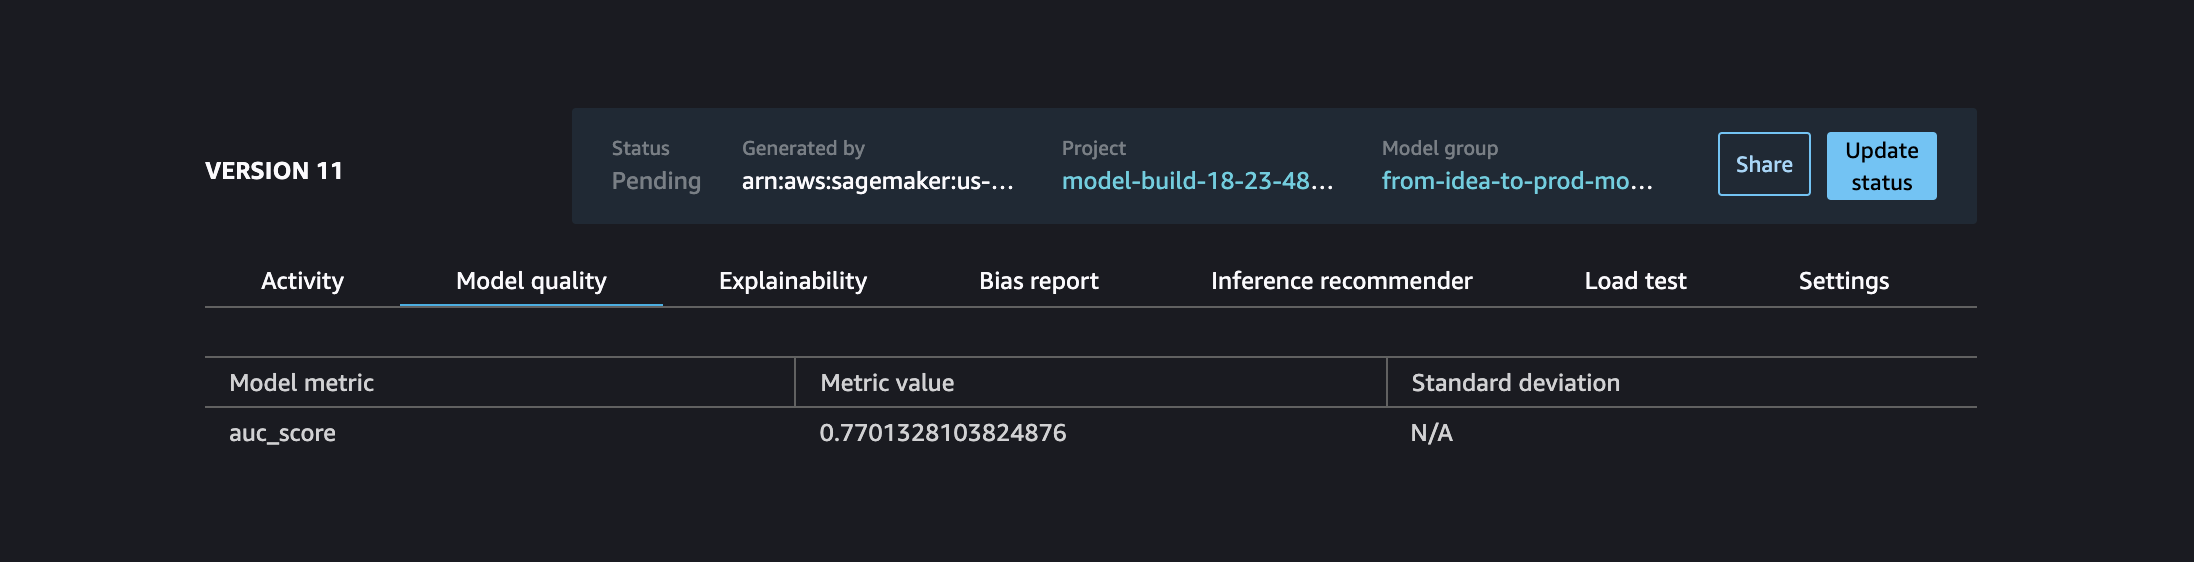 VERSION 11
Status
Pending
Generated by
arn:aws:sagemaker:us-...
Project
model-build-18-23-48...
Model group
from-idea-to-prod-mo...
Share
Update
status
Activity Model quality Explainability Bias report Inference recommender Load test Settings
Model metric Metric value Standard deviation
auc_score 0.7701328103824876 N/A